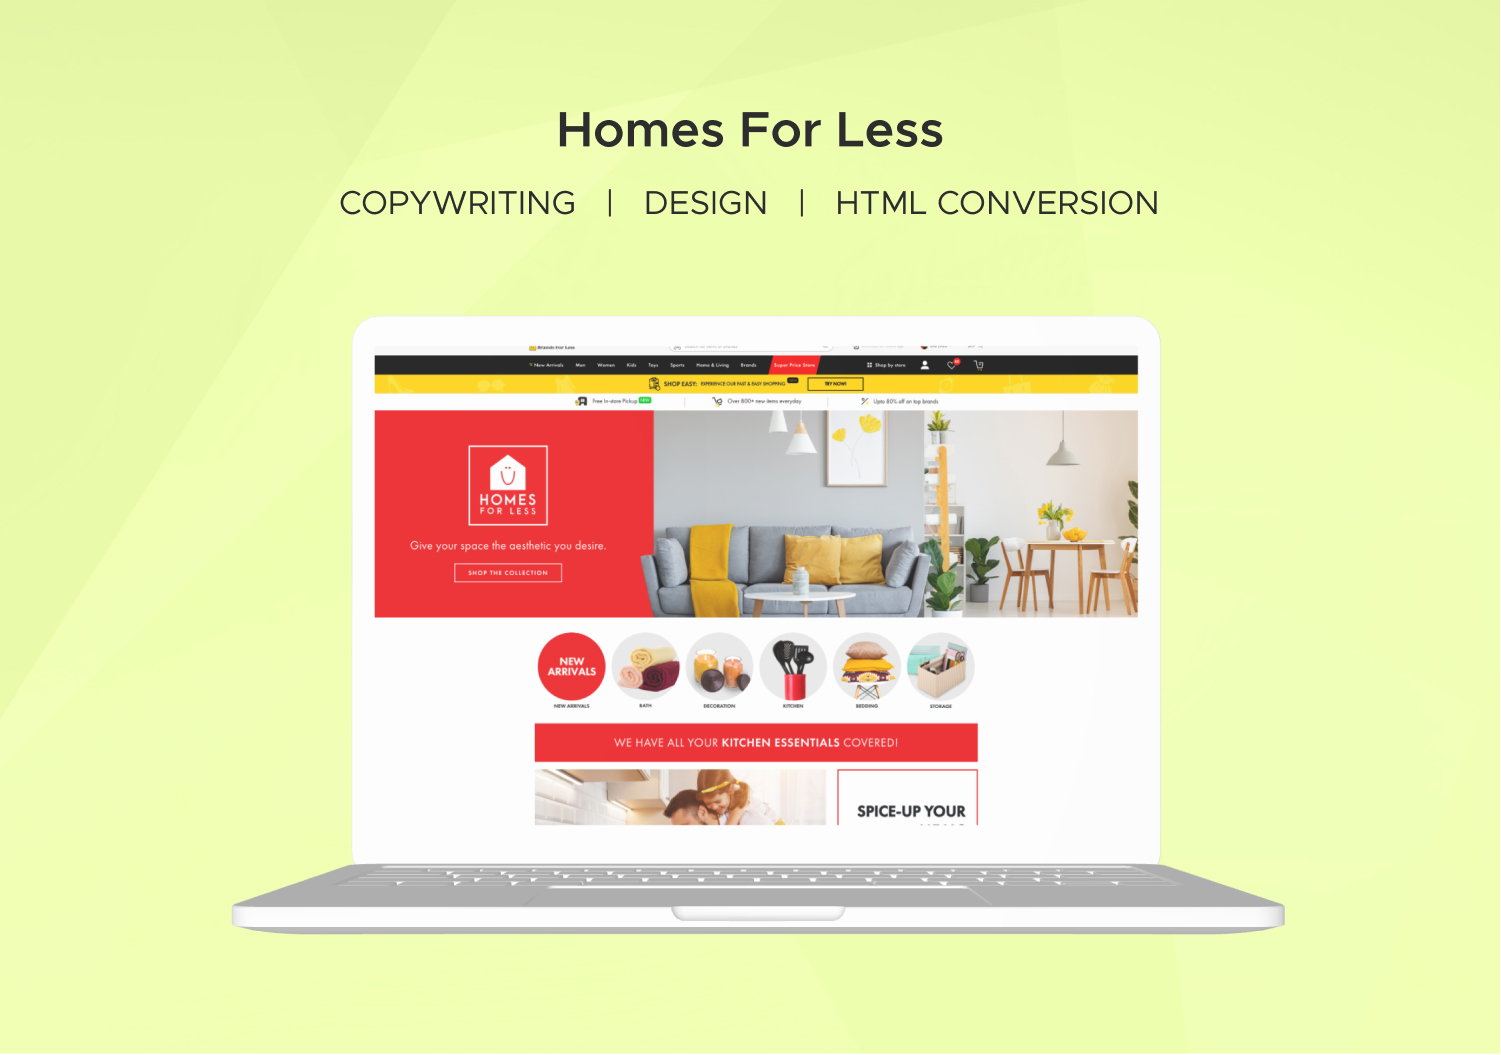 Homes For Less
COPYWRITING | DESIGN | HTML CONVERSION
Brands For Less
New Arrivals Men Women Kids Toys Sports Home & Living Brands Super Price Store Shop by store
SHOP EASY: EXPERIENCE OUR FAST & EASY SHOPPING TRY NOW!
Free In-store Pickup NEW Over 800+ new items everyday Upto 80% off on top brands
HOMES
FOR LESS
Give your space the aesthetic you desire.
SHOP THE COLLECTION
NEW
ARRIVALS
NEW ARRIVALS BATH DECORATION KITCHEN BEDDING STORAGE
WE HAVE ALL YOUR KITCHEN ESSENTIALS COVERED!
SPICE-UP YOUR